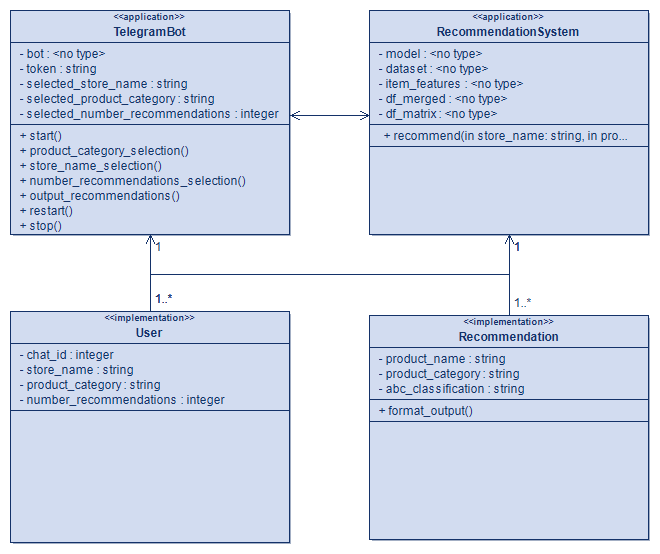 <<application>>
TelegramBot
- bot : <no type>
- token : string
- selected_store_name : string
- selected_product_category : string
- selected_number_recommendations : integer
+ start()
+ product_category_selection()
+ store_name_selection()
+ number_recommendations_selection()
+ output_recommendations()
+ restart()
+ stop()
<<application>>
RecommendationSystem
- model : <no type>
- dataset : <no type>
- item_features : <no type>
- df_merged : <no type>
- df_matrix : <no type>
+ recommend(in store_name: string, in pro...
1
1
1..*
1..*
<<implementation>>
User
- chat_id : integer
- store_name : string
- product_category : string
- number_recommendations : integer
<<implementation>>
Recommendation
- product_name : string
- product_category : string
- abc_classification : string
+ format_output()